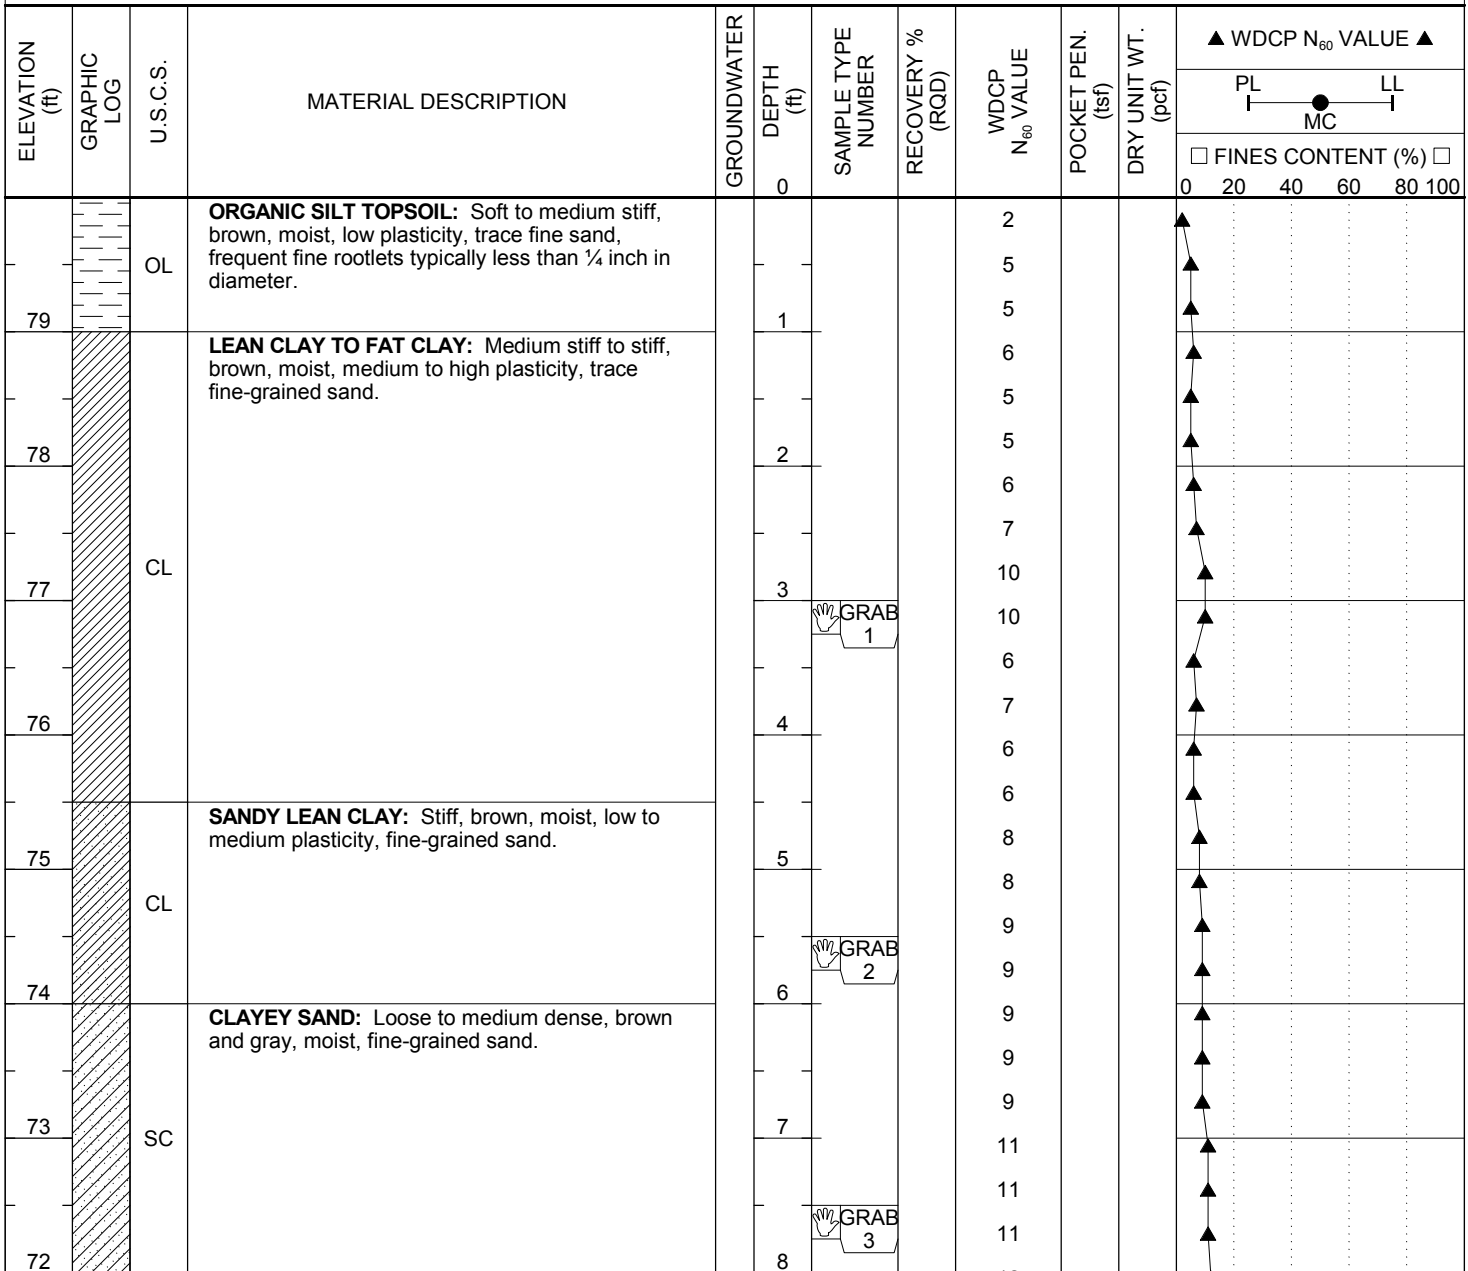 ELEVATION
(ft)
GRAPHIC
LOG
U.S.C.S.
MATERIAL DESCRIPTION
GROUNDWATER
DEPTH
(ft)
0
SAMPLE TYPE
NUMBER
RECOVERY %
(RQD)
WDCP
N60 VALUE
POCKET PEN.
(tsf)
DRY UNIT WT.
(pcf)
▲ WDCP N60 VALUE ▲
PL LL
MC
□ FINES CONTENT (%) □
0 20 40 60 80 100
ORGANIC SILT TOPSOIL: Soft to medium stiff,
brown, moist, low plasticity, trace fine sand,
frequent fine rootlets typically less than ¼ inch in
diameter.
OL
2
5
5
79
1
LEAN CLAY TO FAT CLAY: Medium stiff to stiff,
brown, moist, medium to high plasticity, trace
fine-grained sand.
6
5
5
78
2
6
7
CL
10
77
3
GRAB
1
10
6
7
76
4
6
6
SANDY LEAN CLAY: Stiff, brown, moist, low to
medium plasticity, fine-grained sand.
8
75
5
8
CL
9
GRAB
2
9
74
6
CLAYEY SAND: Loose to medium dense, brown
and gray, moist, fine-grained sand.
9
9
9
73
7
SC
11
11
GRAB
3
11
72
8